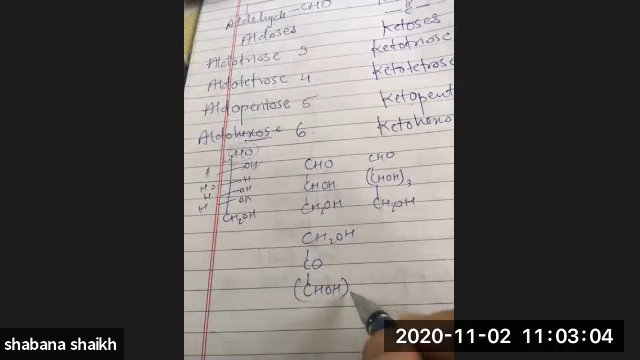 Aldehyde -CHO
-C-
Aldoses Ketoses
Aldotriose 3 Ketotriose
Aldotetrose 4 Ketotetrose
Aldopentose 5 Ketopent
Aldohexose 6 Ketohexo
CHO CHO CHO
OH
H CHOH (CHOH)3
HO H
H OH CH2OH CH2OH
H OH
CH2OH
CH2OH
CO
(CHOH)
shabana shaikh
2020-11-02 11:03:04